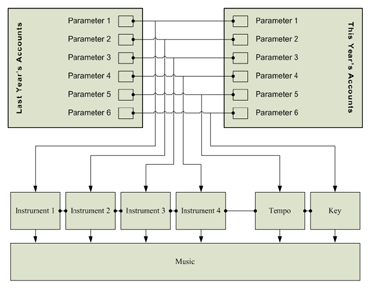 Last Year's Accounts
Parameter 1
Parameter 2
Parameter 3
Parameter 4
Parameter 5
Parameter 6
Parameter 1
Parameter 2
Parameter 3
Parameter 4
Parameter 5
Parameter 6
This Year's Accounts
Instrument 1
Instrument 2
Instrument 3
Instrument 4
Tempo
Key
Music